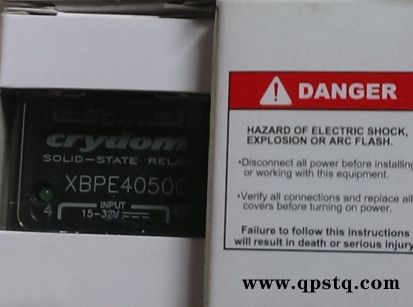 crydom
SOLID-STATE RELAY
XBPE4050C
4
INPUT
15-32V
DANGER
HAZARD OF ELECTRIC SHOCK,
EXPLOSION OR ARC FLASH.
•Disconnect all power before installing
or working with this equipment.
•Verify all connections and replace all
covers before turning on power.
Failure to follow this instructions
will result in death or serious injury
www.qpstq.com